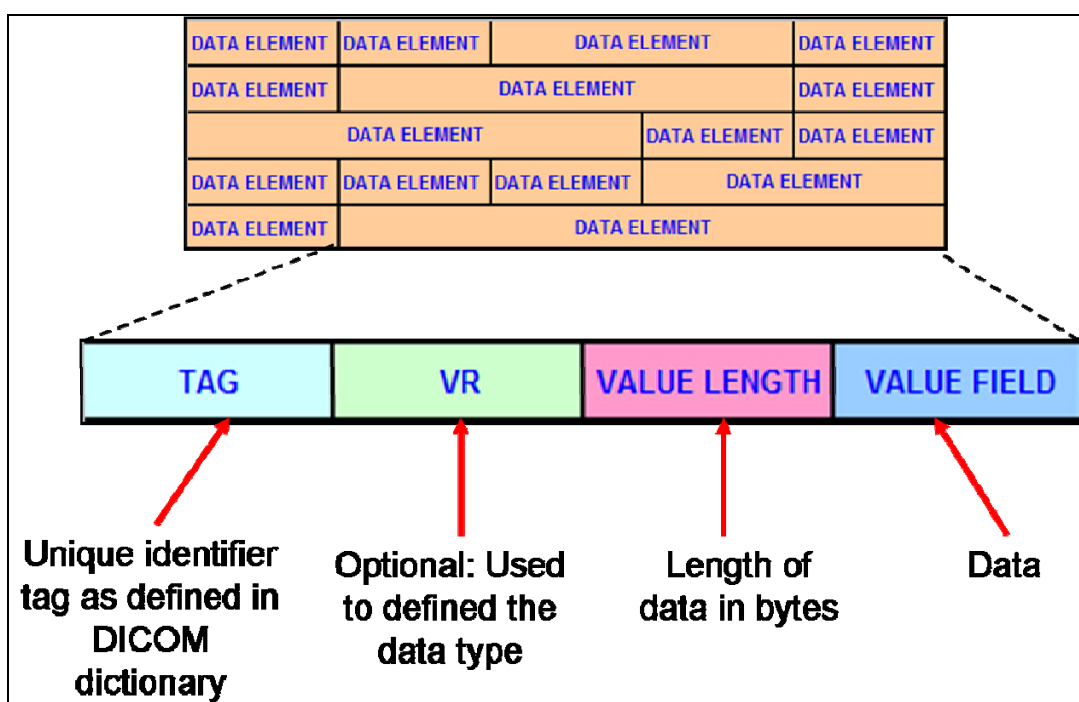 DATA ELEMENT DATA ELEMENT DATA ELEMENT DATA ELEMENT
DATA ELEMENT DATA ELEMENT DATA ELEMENT
DATA ELEMENT DATA ELEMENT DATA ELEMENT
DATA ELEMENT DATA ELEMENT DATA ELEMENT DATA ELEMENT
DATA ELEMENT DATA ELEMENT
TAG VR VALUE LENGTH VALUE FIELD
Unique identifier
tag as defined in
DICOM
dictionary
Optional: Used
to defined the
data type
Length of
data in bytes
Data